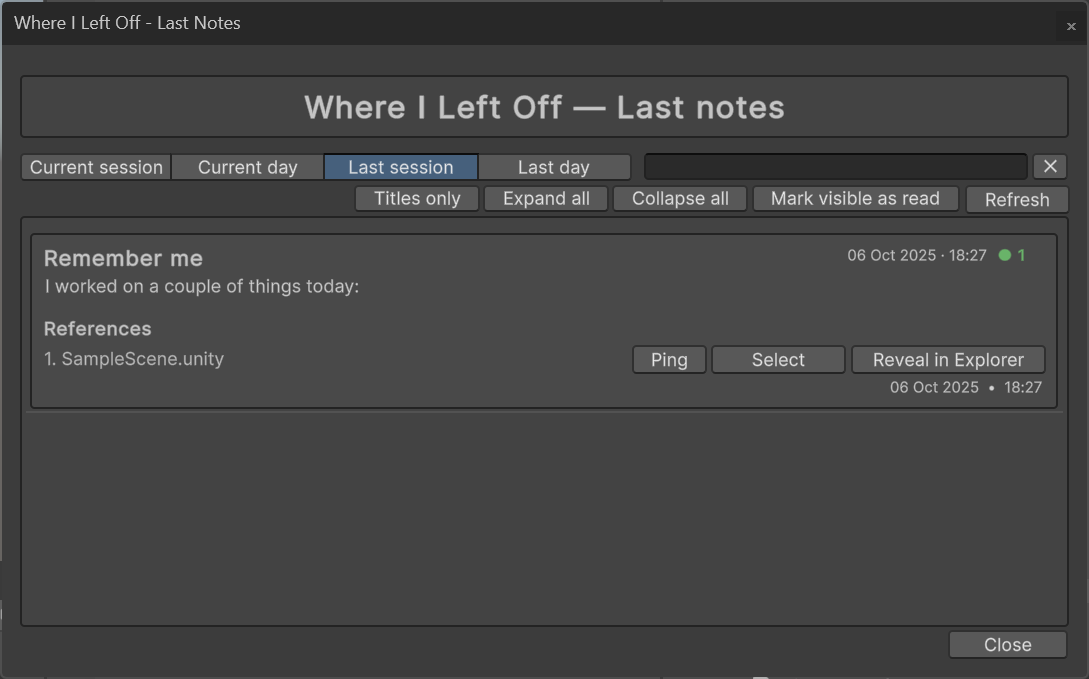 Where I Left Off - Last Notes
×
Where I Left Off — Last notes
Current session Current day Last session Last day ×
Titles only Expand all Collapse all Mark visible as read Refresh
Remember me 06 Oct 2025 · 18:27 1
I worked on a couple of things today:
References
1. SampleScene.unity Ping Select Reveal in Explorer
06 Oct 2025 • 18:27
Close